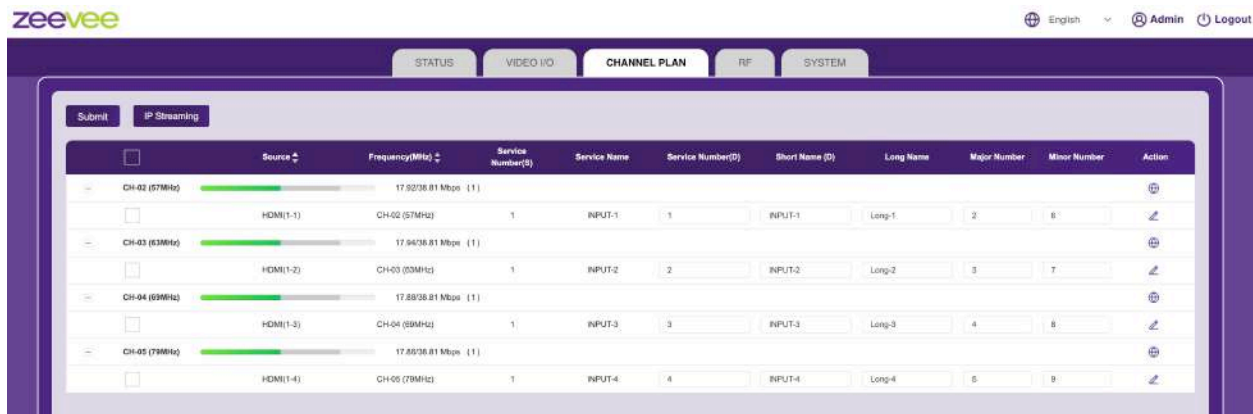 zeevee
English Admin Logout
STATUS VIDEO I/O CHANNEL PLAN RF SYSTEM
Submit IP Streaming
Source Frequency(MHz) Service Number(S) Service Name Service Number(D) Short Name (D) Long Name Major Number Minor Number Action
CH-02 (57MHz) 17.92/38.81 Mbps (1)
HDMI(1-1) CH-02 (57MHz) 1 INPUT-1 1 INPUT-1 Long-1 2 6
CH-03 (63MHz) 17.94/38.81 Mbps (1)
HDMI(1-2) CH-03 (63MHz) 1 INPUT-2 2 INPUT-2 Long-2 3 7
CH-04 (69MHz) 17.88/38.81 Mbps (1)
HDMI(1-3) CH-04 (69MHz) 1 INPUT-3 3 INPUT-3 Long-3 4 8
CH-05 (79MHz) 17.86/38.81 Mbps (1)
HDMI(1-4) CH-05 (79MHz) 1 INPUT-4 4 INPUT-4 Long-4 5 9